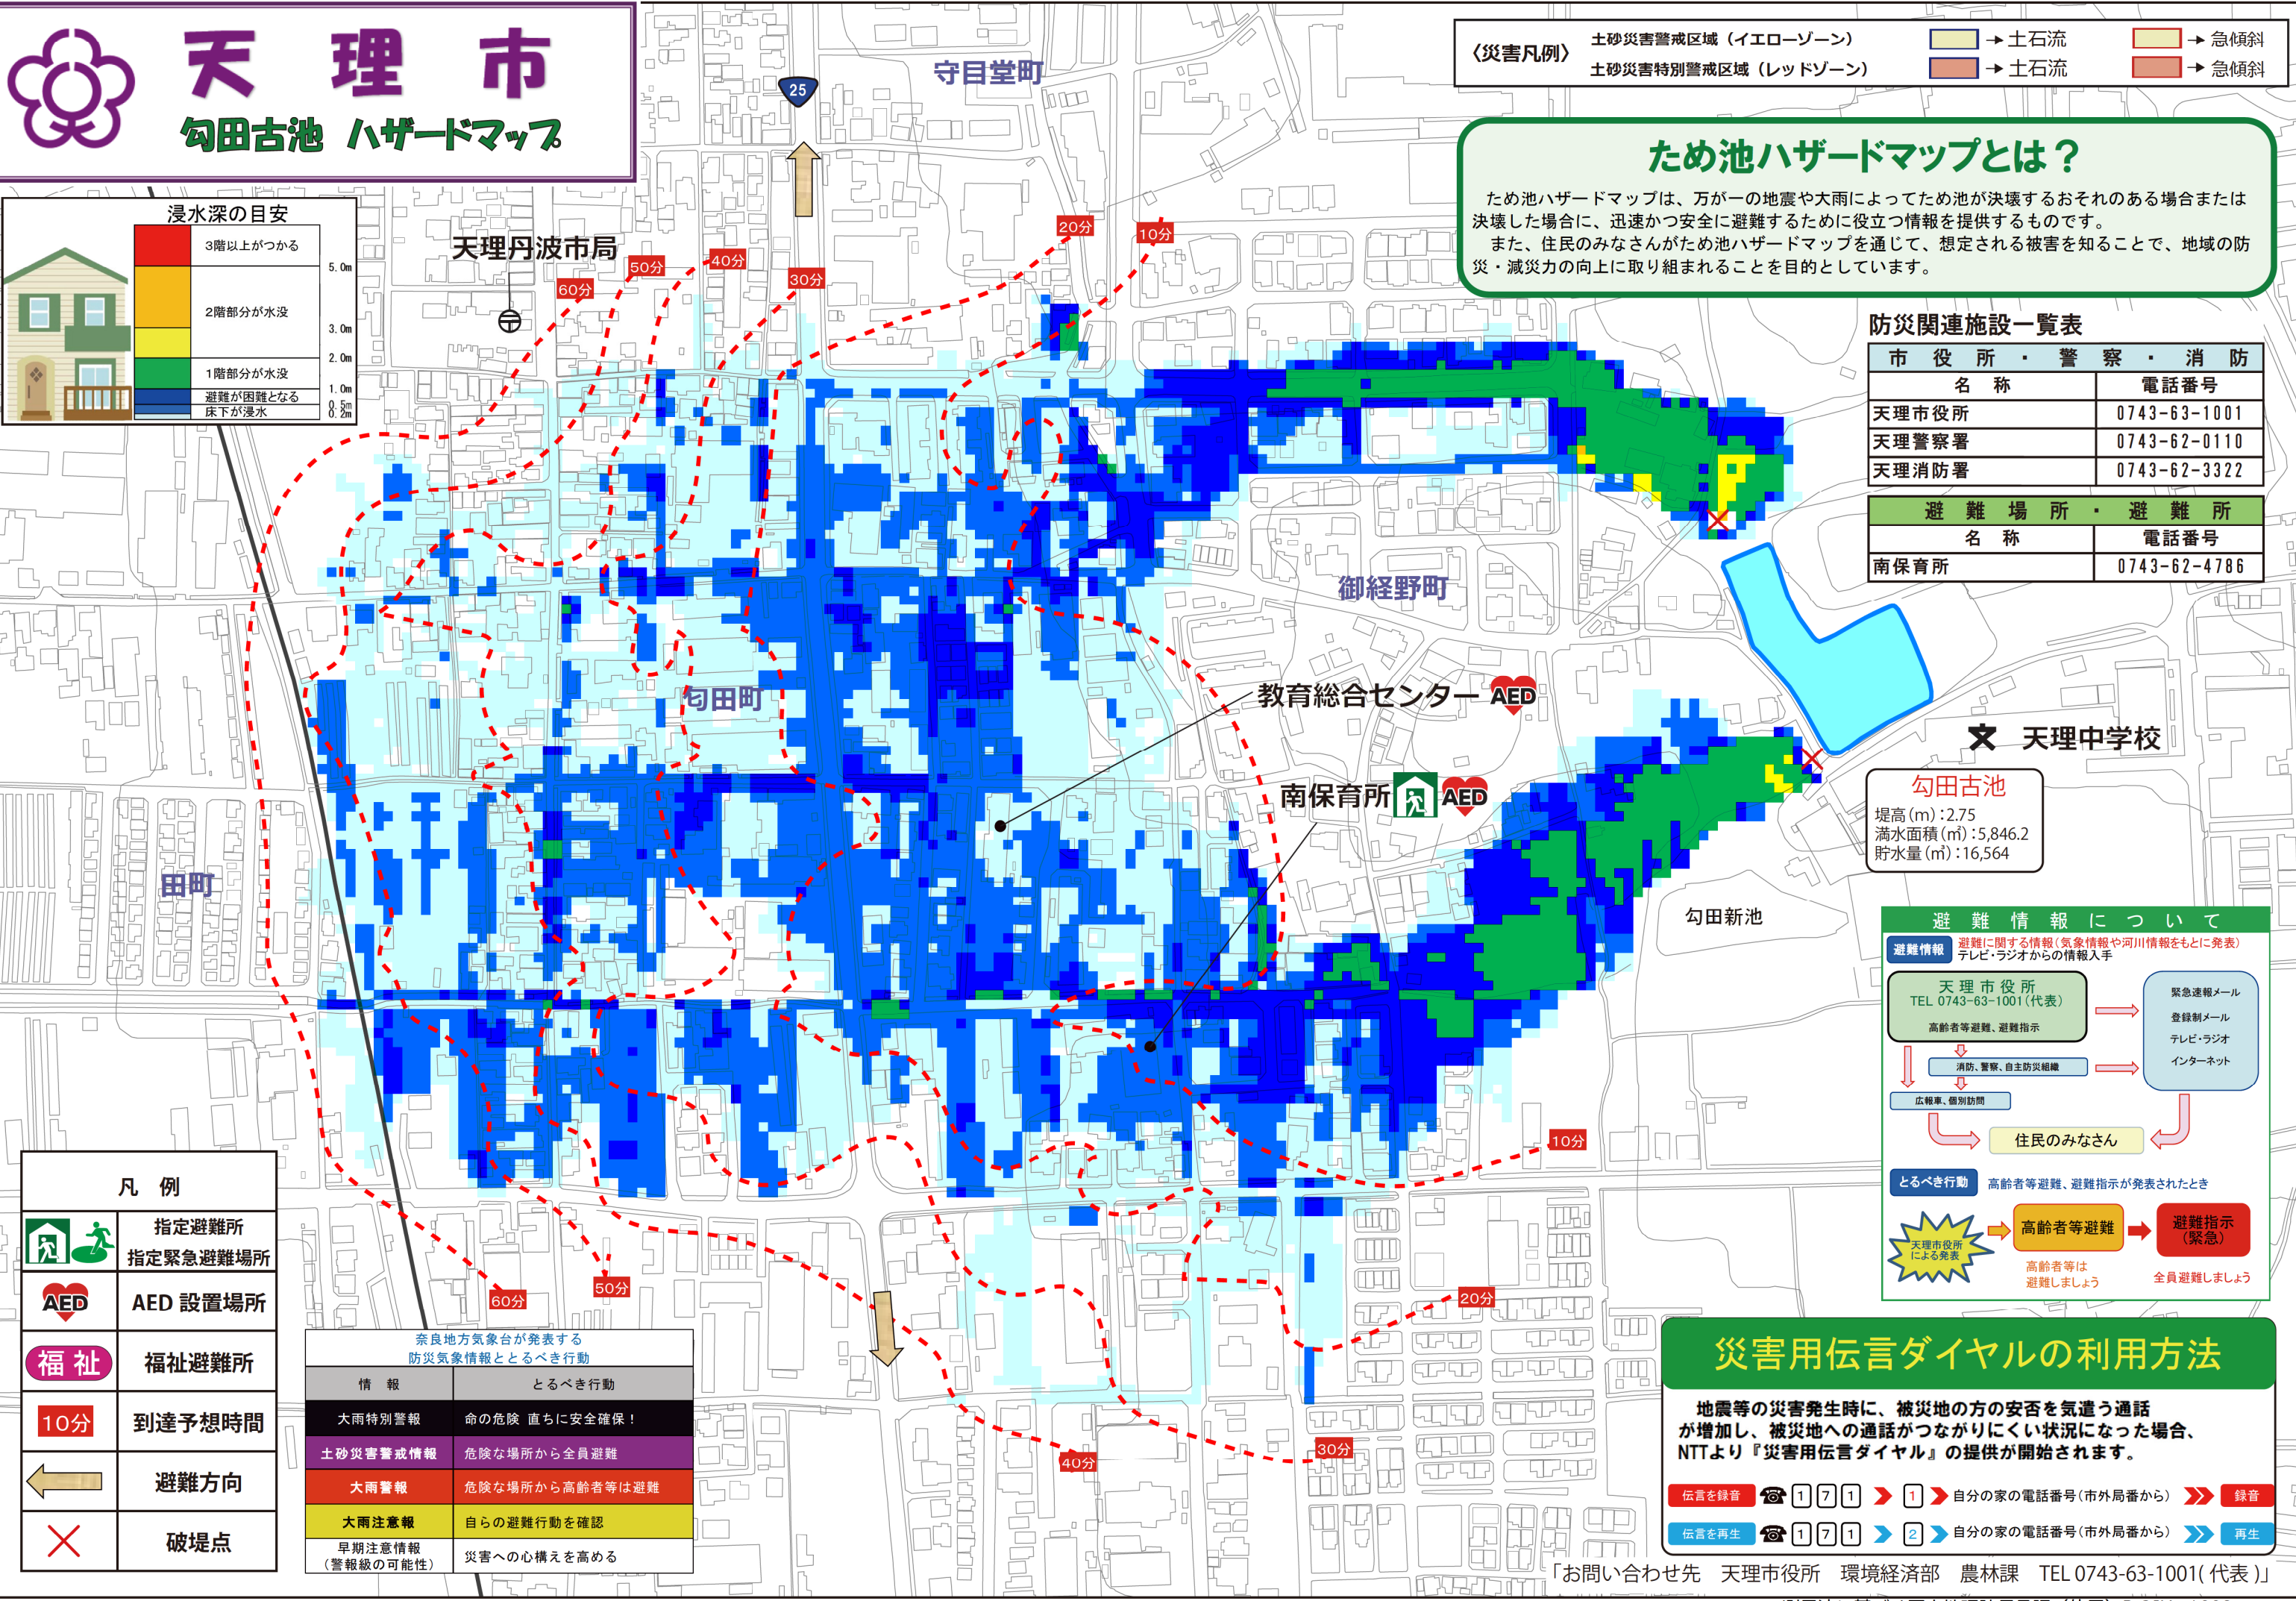 天理市
勾田古池 ハザードマップ
〈災害凡例〉
土砂災害警戒区域（イエローゾーン）
→土石流
→急傾斜
土砂災害特別警戒区域（レッドゾーン）
→土石流
→急傾斜
守目堂町
25
ため池ハザードマップとは？
ため池ハザードマップは、万が一の地震や大雨によってため池が決壊するおそれのある場合または
決壊した場合に、迅速かつ安全に避難するために役立つ情報を提供するものです。
また、住民のみなさんがため池ハザードマップを通じて、想定される被害を知ることで、地域の防
災・減災力の向上に取り組まれることを目的としています。
浸水深の目安
3階以上がつかる
5.0m
2階部分が水没
3.0m
2.0m
1階部分が水没
1.0m
避難が困難となる
0.5m
床下が浸水
0.2m
天理丹波市局
60分
50分
40分
30分
20分
10分
防災関連施設一覧表
市役所・警察・消防
名 称
電話番号
天理市役所
0743-63-1001
天理警察署
0743-62-0110
天理消防署
0743-62-3322
避難場所・避難所
名 称
電話番号
南保育所
0743-62-4786
御経野町
勾田町
教育総合センター
AED
南保育所
AED
天理中学校
勾田古池
堤高(m):2.75
満水面積(㎡):5,846.2
貯水量(㎥):16,564
田町
勾田新池
避難情報について
避難情報
避難に関する情報(気象情報や河川情報をもとに発表)
テレビ・ラジオからの情報入手
天理市役所
TEL 0743-63-1001(代表)
高齢者等避難、避難指示
緊急速報メール
登録制メール
テレビ・ラジオ
インターネット
消防、警察、自主防災組織
広報車、個別訪問
住民のみなさん
とるべき行動
高齢者等避難、避難指示が発表されたとき
天理市役所
による発表
高齢者等避難
避難指示
(緊急)
高齢者等は
避難しましょう
全員避難しましょう
10分
20分
30分
40分
50分
60分
凡 例
指定避難所
指定緊急避難場所
AED
AED 設置場所
福祉
福祉避難所
10分
到達予想時間
避難方向
破堤点
奈良地方気象台が発表する
防災気象情報ととるべき行動
情 報
とるべき行動
大雨特別警報
命の危険 直ちに安全確保！
土砂災害警戒情報
危険な場所から全員避難
大雨警報
危険な場所から高齢者等は避難
大雨注意報
自らの避難行動を確認
早期注意情報
(警報級の可能性)
災害への心構えを高める
災害用伝言ダイヤルの利用方法
地震等の災害発生時に、被災地の方の安否を気遣う通話
が増加し、被災地への通話がつながりにくい状況になった場合、
NTTより『災害用伝言ダイヤル』の提供が開始されます。
伝言を録音 ☎ 1 7 1 1 自分の家の電話番号(市外局番から) 録音
伝言を再生 ☎ 1 7 1 2 自分の家の電話番号(市外局番から) 再生
「お問い合わせ先 天理市役所 環境経済部 農林課 TEL 0743-63-1001( 代表 )」